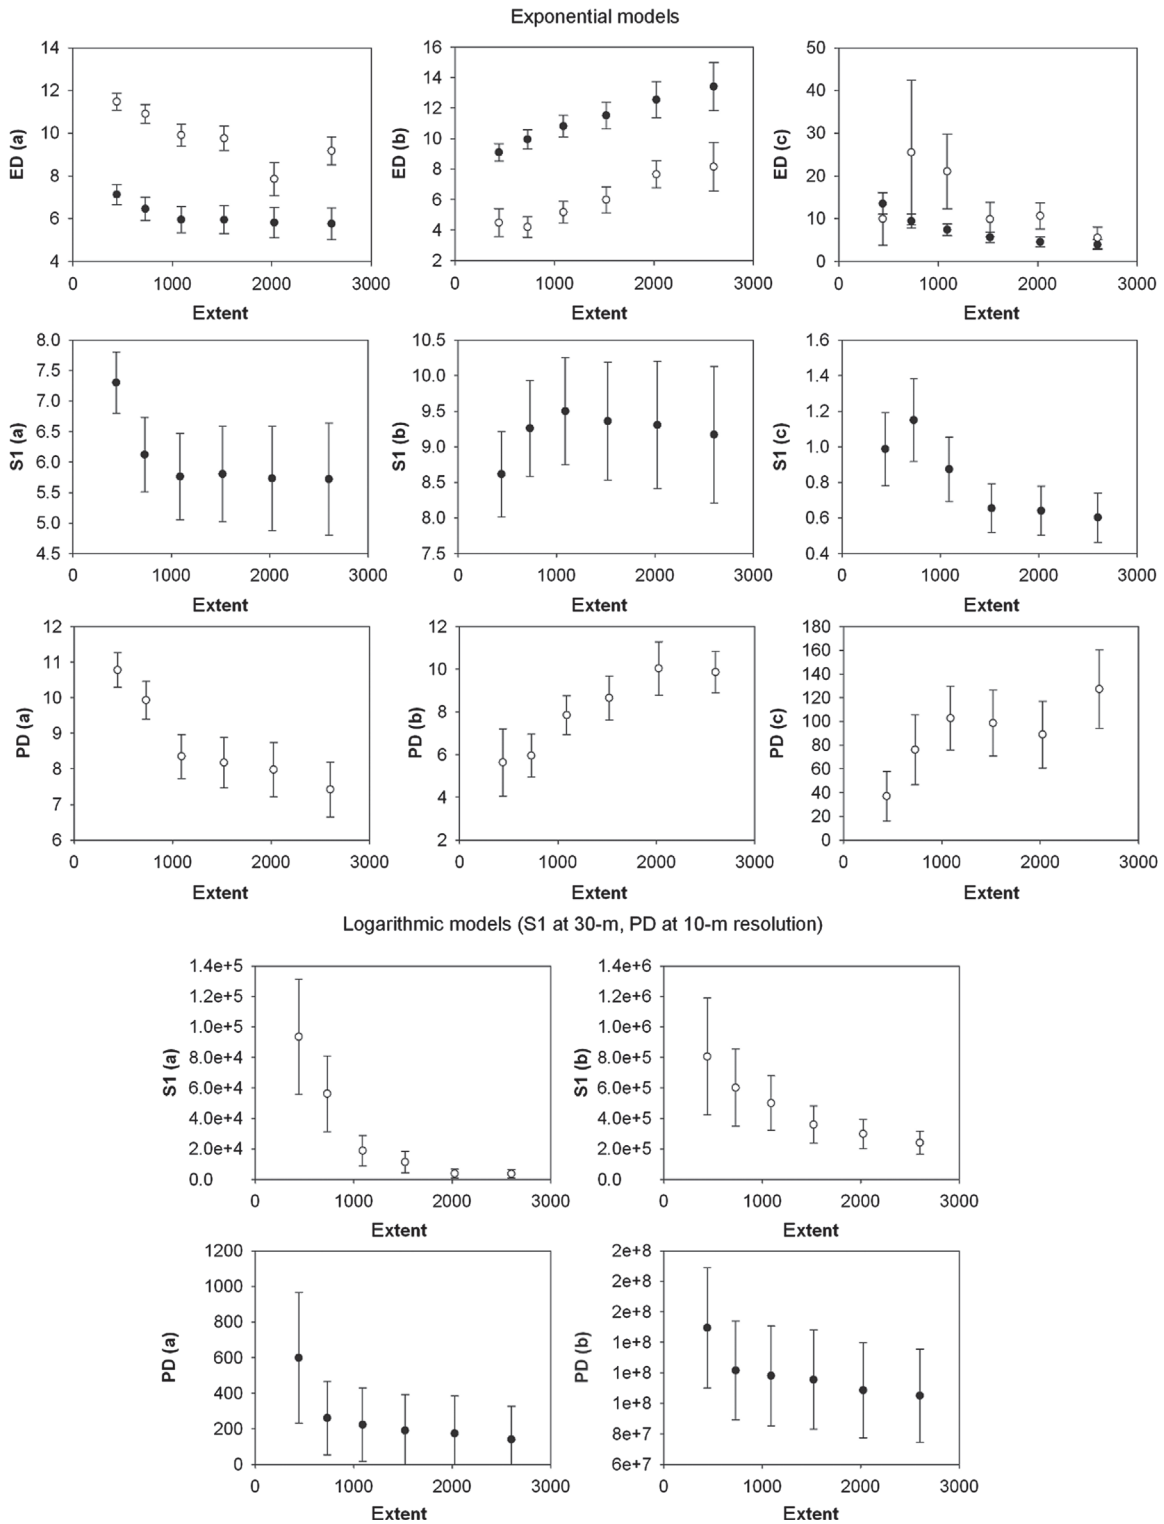 Exponential models
14
12
10
8
6
4
ED (a)
0 1000 2000 3000
Extent
16
14
12
10
8
6
4
2
ED (b)
0 1000 2000 3000
Extent
50
40
30
20
10
0
ED (c)
0 1000 2000 3000
Extent
8.0
7.5
7.0
6.5
6.0
5.5
5.0
4.5
S1 (a)
0 1000 2000 3000
Extent
10.5
10.0
9.5
9.0
8.5
8.0
7.5
S1 (b)
0 1000 2000 3000
Extent
1.6
1.4
1.2
1.0
0.8
0.6
0.4
S1 (c)
0 1000 2000 3000
Extent
12
11
10
9
8
7
6
PD (a)
0 1000 2000 3000
Extent
12
10
8
6
4
2
PD (b)
0 1000 2000 3000
Extent
180
160
140
120
100
80
60
40
20
0
PD (c)
0 1000 2000 3000
Extent
Logarithmic models (S1 at 30-m, PD at 10-m resolution)
1.4e+5
1.2e+5
1.0e+5
8.0e+4
6.0e+4
4.0e+4
2.0e+4
0.0
S1 (a)
0 1000 2000 3000
Extent
1.4e+6
1.2e+6
1.0e+6
8.0e+5
6.0e+5
4.0e+5
2.0e+5
0.0
S1 (b)
0 1000 2000 3000
Extent
1200
1000
800
600
400
200
0
PD (a)
0 1000 2000 3000
Extent
2e+8
2e+8
2e+8
1e+8
1e+8
1e+8
8e+7
6e+7
PD (b)
0 1000 2000 3000
Extent